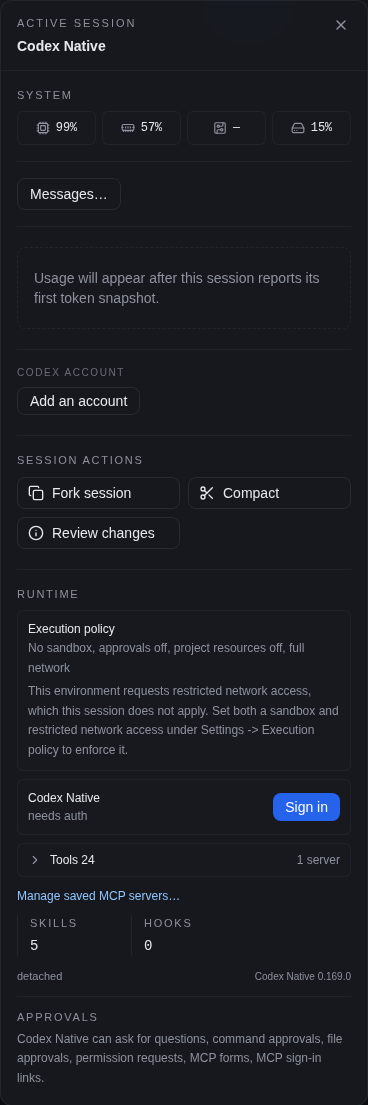 ACTIVE SESSION
Codex Native
SYSTEM
99%
57%
–
15%
Messages…
Usage will appear after this session reports its
first token snapshot.
CODEX ACCOUNT
Add an account
SESSION ACTIONS
Fork session
Compact
Review changes
RUNTIME
Execution policy
No sandbox, approvals off, project resources off, full
network
This environment requests restricted network access,
which this session does not apply. Set both a sandbox and
restricted network access under Settings -> Execution
policy to enforce it.
Codex Native
needs auth
Sign in
Tools 24
1 server
Manage saved MCP servers…
SKILLS
HOOKS
5
0
detached
Codex Native 0.169.0
APPROVALS
Codex Native can ask for questions, command approvals, file
approvals, permission requests, MCP forms, MCP sign-in
links.